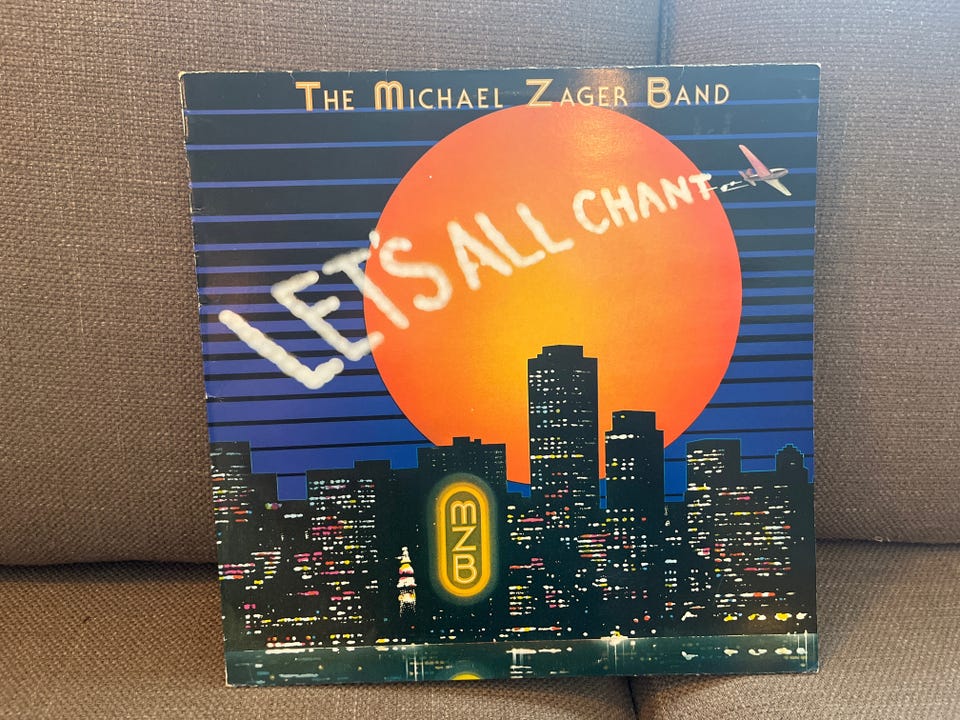 The Michael Zager Band
LET'S ALL CHANT
MZB